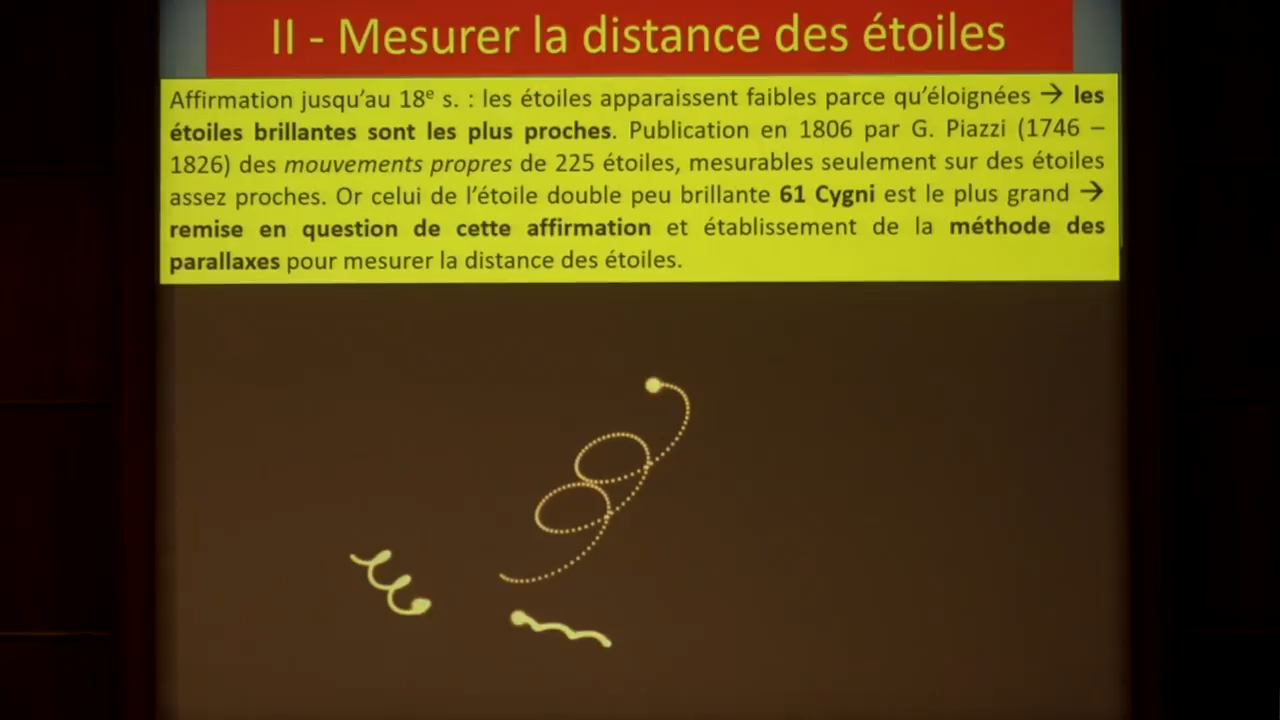 II - Mesurer la distance des étoiles
Affirmation jusqu'au 18e s. : les étoiles apparaissent faibles parce qu'éloignées → les
étoiles brillantes sont les plus proches. Publication en 1806 par G. Piazzi (1746 –
1826) des mouvements propres de 225 étoiles, mesurables seulement sur des étoiles
assez proches. Or celui de l'étoile double peu brillante 61 Cygni est le plus grand →
remise en question de cette affirmation et établissement de la méthode des
parallaxes pour mesurer la distance des étoiles.